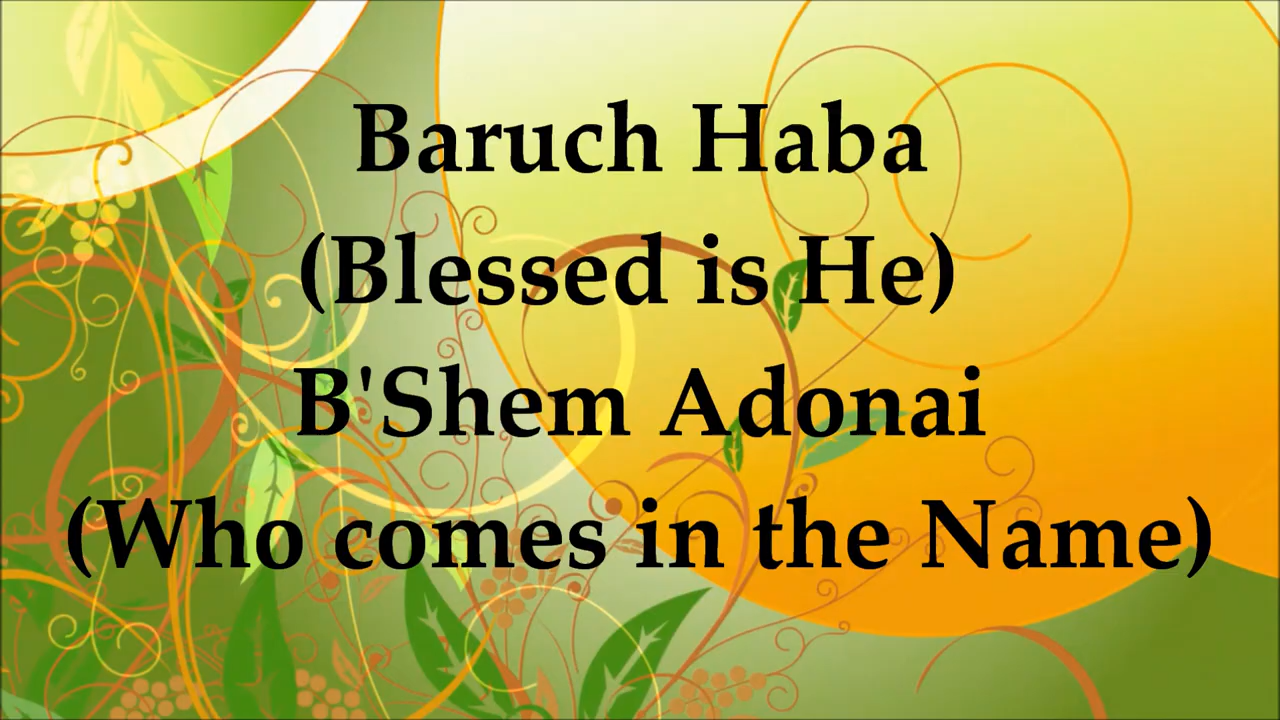 Baruch Haba
(Blessed is He)
B'Shem Adonai
(Who comes in the Name)